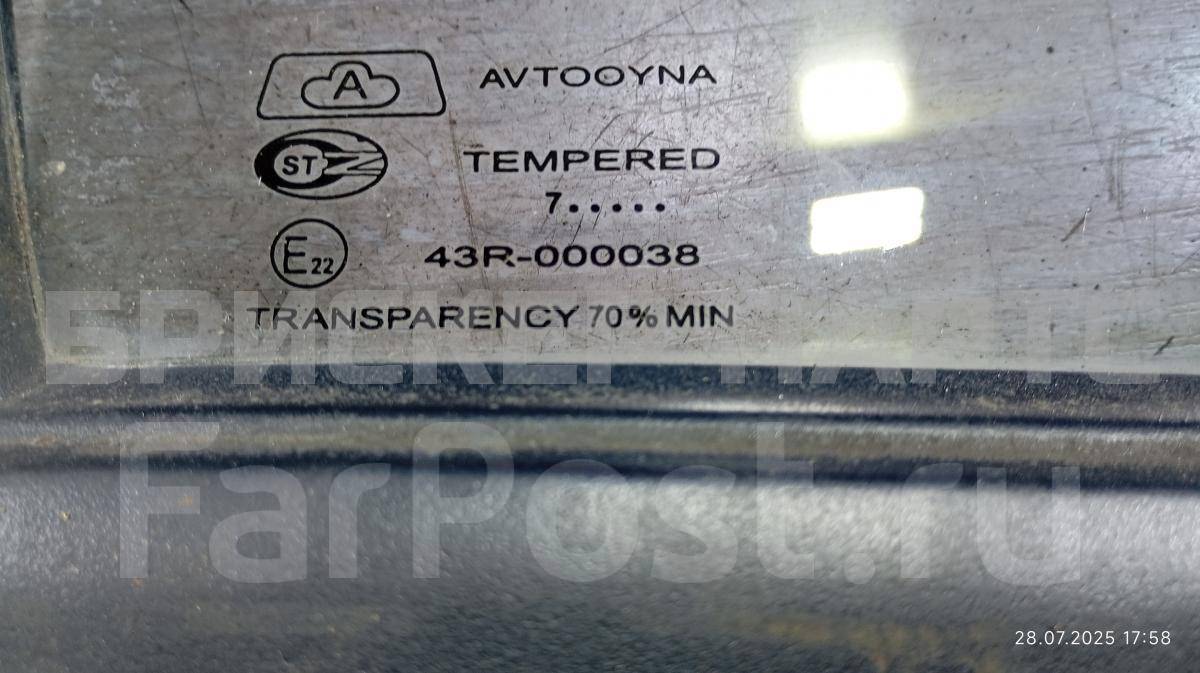 A AVTOOYNA
ST TEMPERED
7.....
E22 43R-000038
TRANSPARENCY 70% MIN
FarPost.ru
28.07.2025 17:58